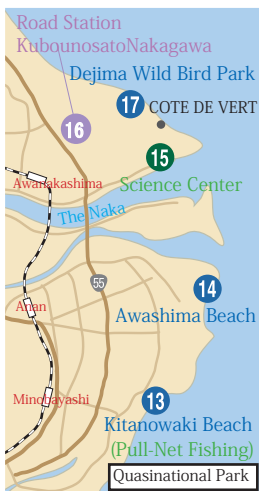 Road Station
KubounosatoNakagawa
Dejima Wild Bird Park
17 COTE DE VERT
16
15
Awanakashima
Science Center
The Naka
55
14
Anan
Awashima Beach
13
Minobayashi
Kitanowaki Beach
(Pull-Net Fishing)
Quasinational Park